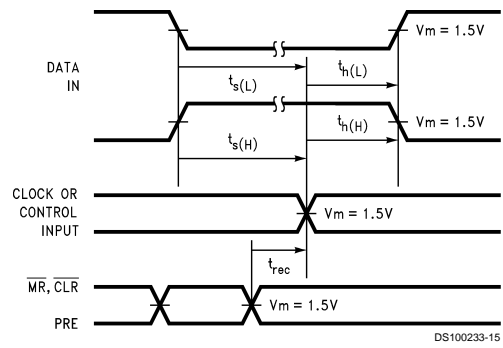 Vm = 1.5V
DATA
IN
ts(L)
th(L)
ts(H)
th(H)
Vm = 1.5V
CLOCK OR
CONTROL
INPUT
Vm = 1.5V
trec
MR, CLR
Vm = 1.5V
PRE
DS100233-15